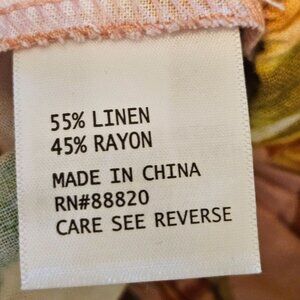 55% LINEN
45% RAYON
MADE IN CHINA
RN#88820
CARE SEE REVERSE